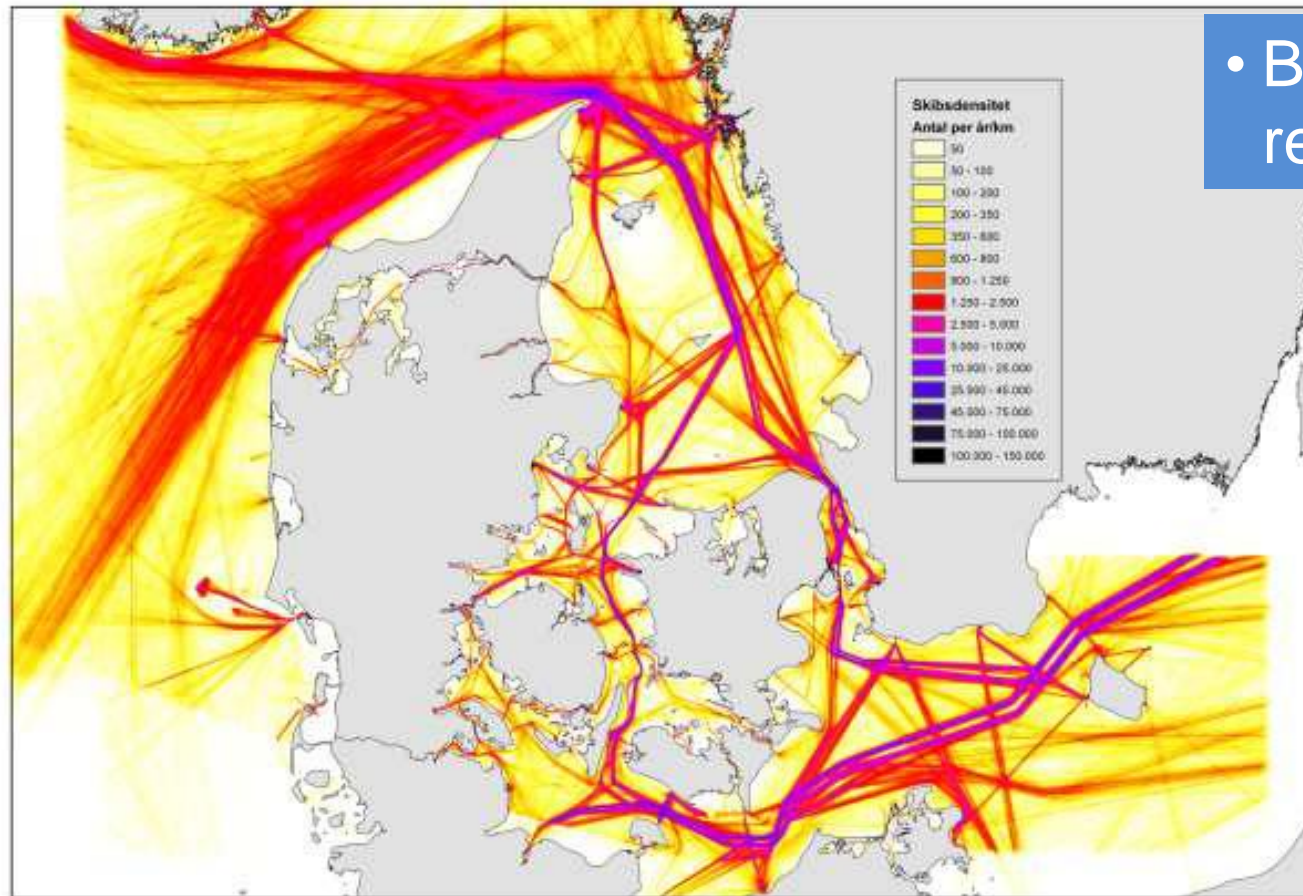 • B
re
Skibsdensitet
Antal per år/km
50
50 - 100
100 - 200
200 - 350
350 - 600
600 - 800
800 - 1.250
1.250 - 2.500
2.500 - 5.000
5.000 - 10.000
10.000 - 25.000
25.000 - 45.000
45.000 - 75.000
75.000 - 100.000
100.000 - 150.000